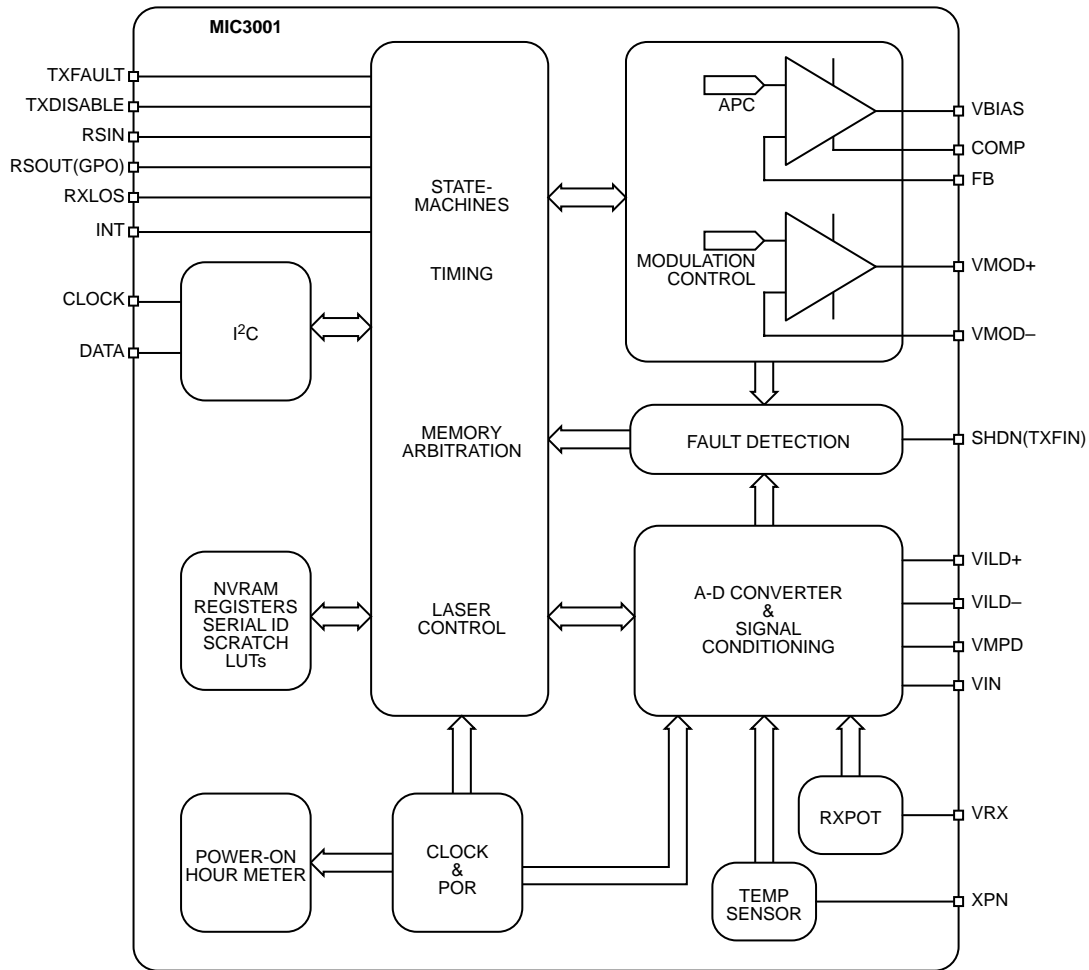 MIC3001
TXFAULT
TXDISABLE
RSIN
RSOUT(GPO)
RXLOS
INT
CLOCK
DATA
I²C
STATE-
MACHINES
TIMING
MEMORY
ARBITRATION
LASER
CONTROL
NVRAM
REGISTERS
SERIAL ID
SCRATCH
LUTs
POWER-ON
HOUR METER
CLOCK
&
POR
APC
MODULATION
CONTROL
FAULT DETECTION
A-D CONVERTER
&
SIGNAL
CONDITIONING
RXPOT
TEMP
SENSOR
VBIAS
COMP
FB
VMOD+
VMOD–
SHDN(TXFIN)
VILD+
VILD–
VMPD
VIN
VRX
XPN